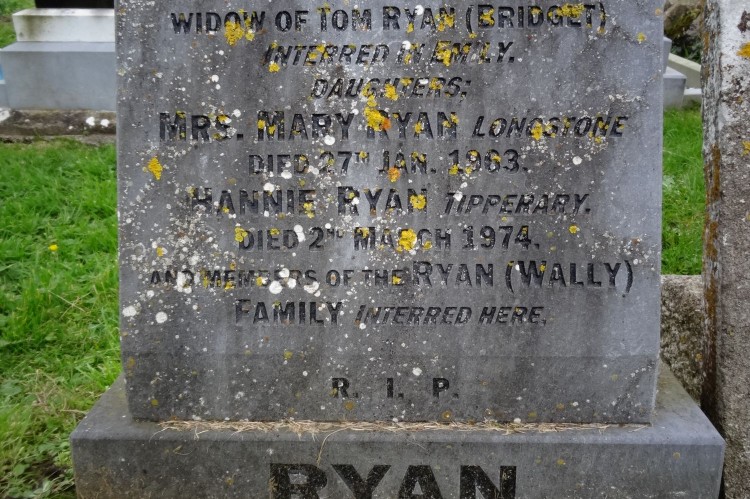 WIDOW OF TOM RYAN (BRIDGET)
INTERRED IN EMLY.
DAUGHTERS:
MRS. MARY RYAN LONGSTONE
DIED 27TH JAN. 1963.
HANNIE RYAN TIPPERARY.
DIED 2ND MARCH 1974.
AND MEMBERS OF THE RYAN (WALLY)
FAMILY INTERRED HERE.
R. I. P.
RYAN